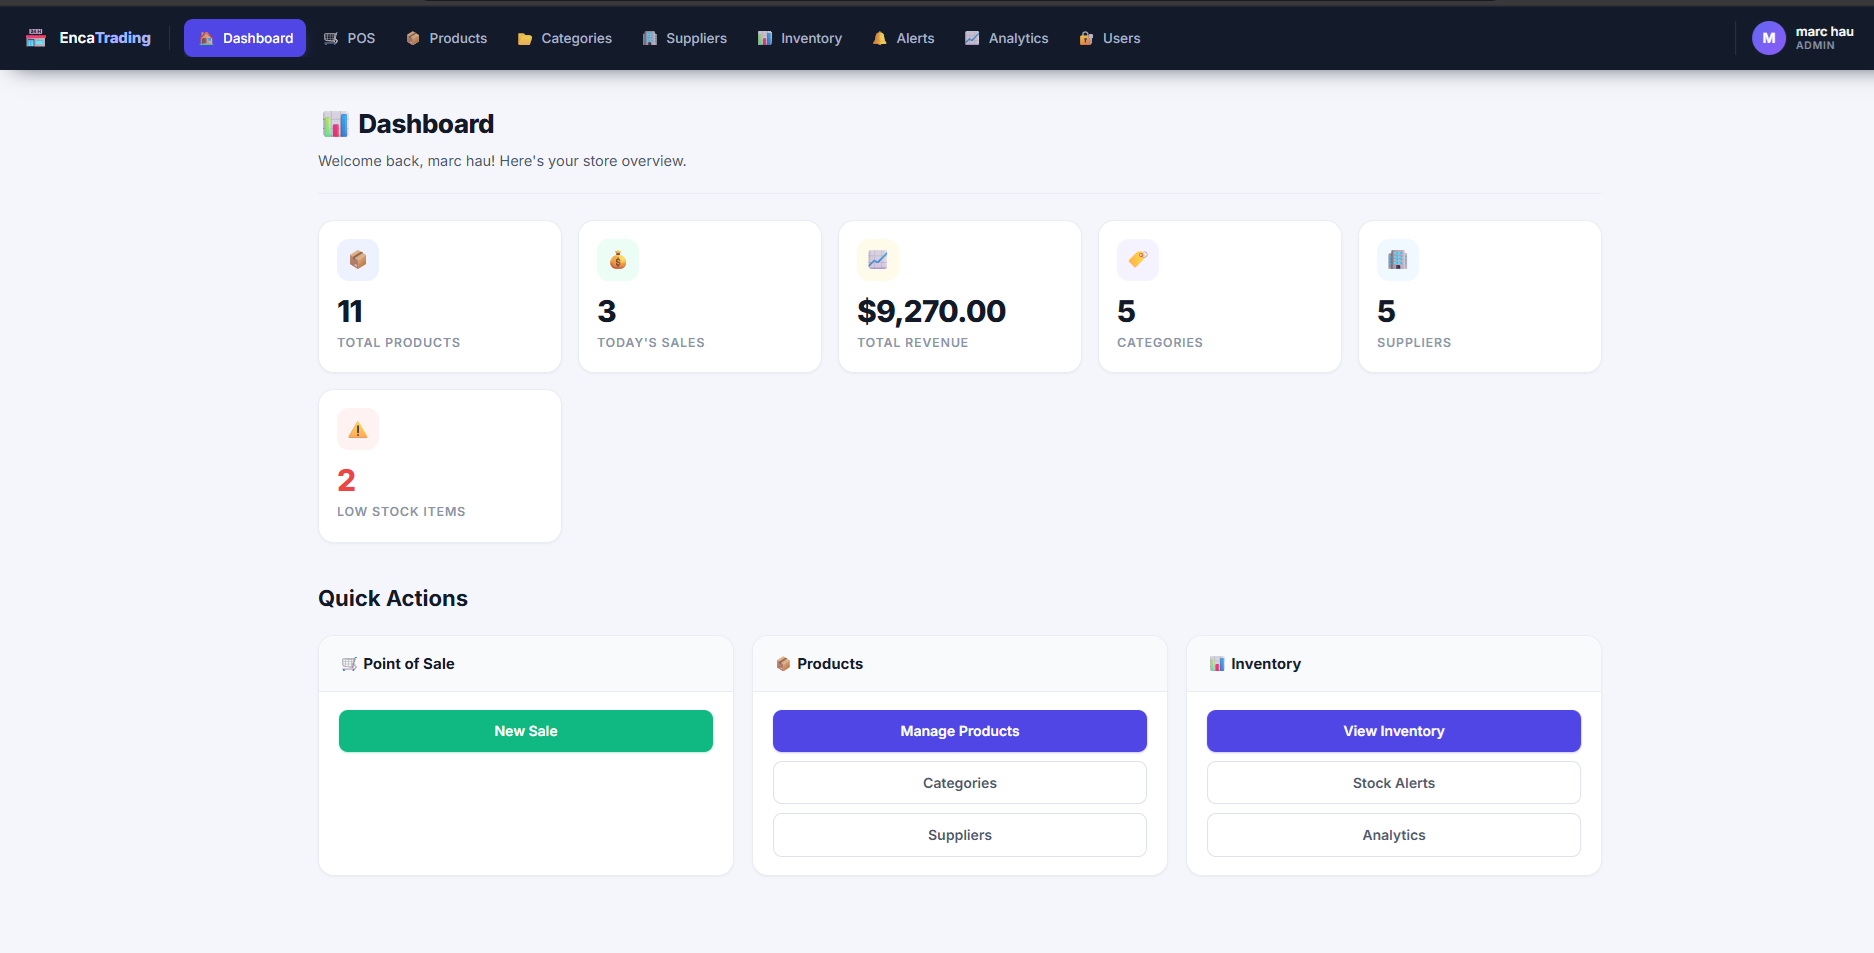 EncaTrading Dashboard POS Products Categories Suppliers Inventory Alerts Analytics Users M marc hau
ADMIN
Dashboard
Welcome back, marc hau! Here's your store overview.
11
TOTAL PRODUCTS
3
TODAY'S SALES
$9,270.00
TOTAL REVENUE
5
CATEGORIES
5
SUPPLIERS
2
LOW STOCK ITEMS
Quick Actions
Point of Sale
New Sale
Products
Manage Products
Categories
Suppliers
Inventory
View Inventory
Stock Alerts
Analytics